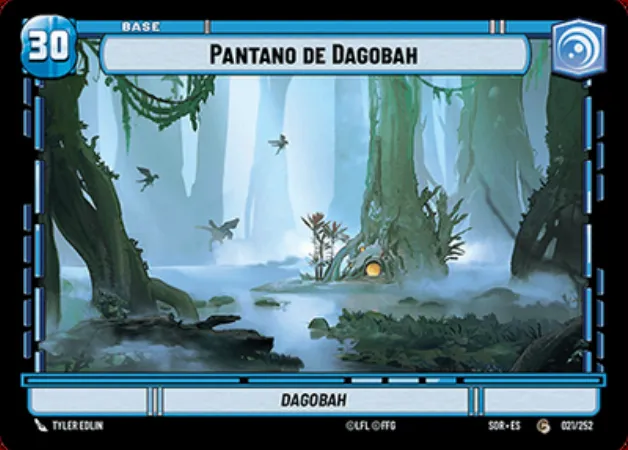 30
BASE
PANTANO DE DAGOBAH
DAGOBAH
TYLER EDLIN
©LFL ©FFG
SOR • ES
C
021/252